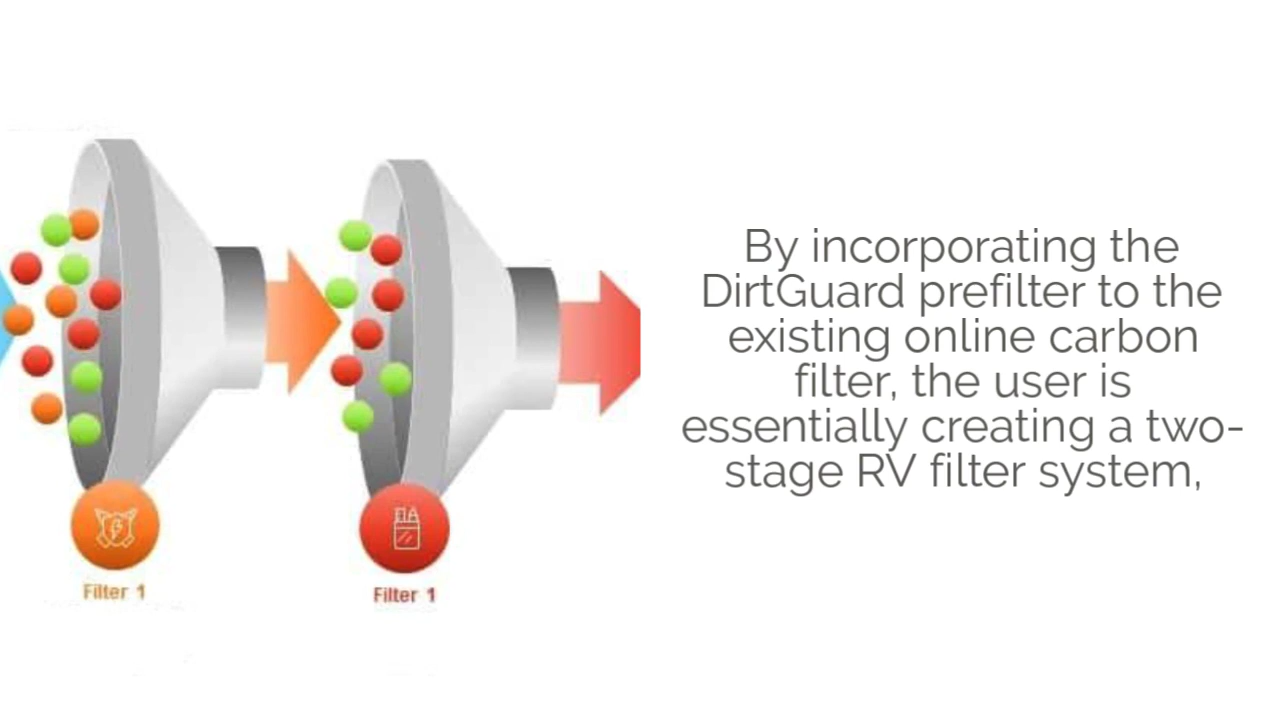 By incorporating the
DirtGuard prefilter to the
existing online carbon
filter, the user is
essentially creating a two-
stage RV filter system,
Filter 1
Filter 1